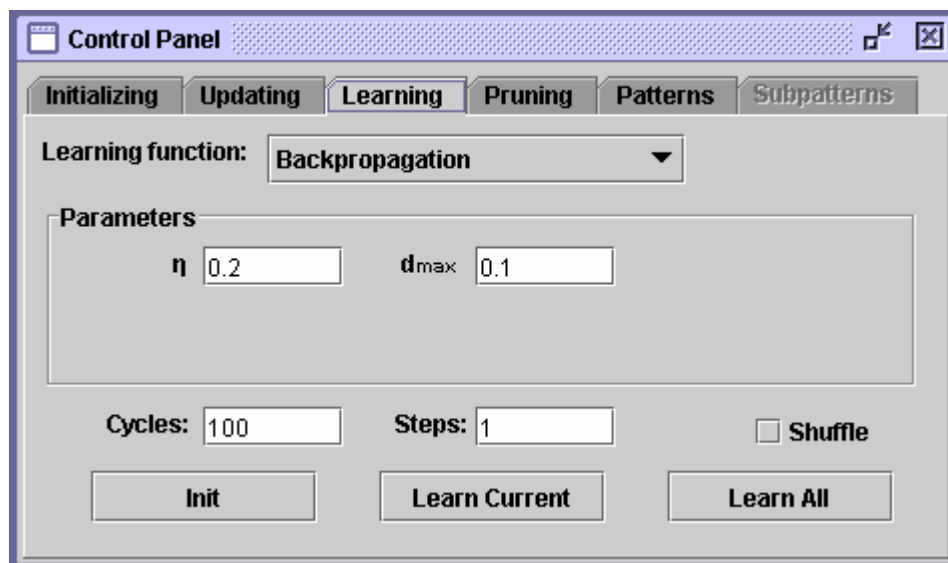 Control Panel
Initializing Updating Learning Pruning Patterns Subpatterns
Learning function: Backpropagation
Parameters
η 0.2 dmax 0.1
Cycles: 100 Steps: 1 Shuffle
Init Learn Current Learn All